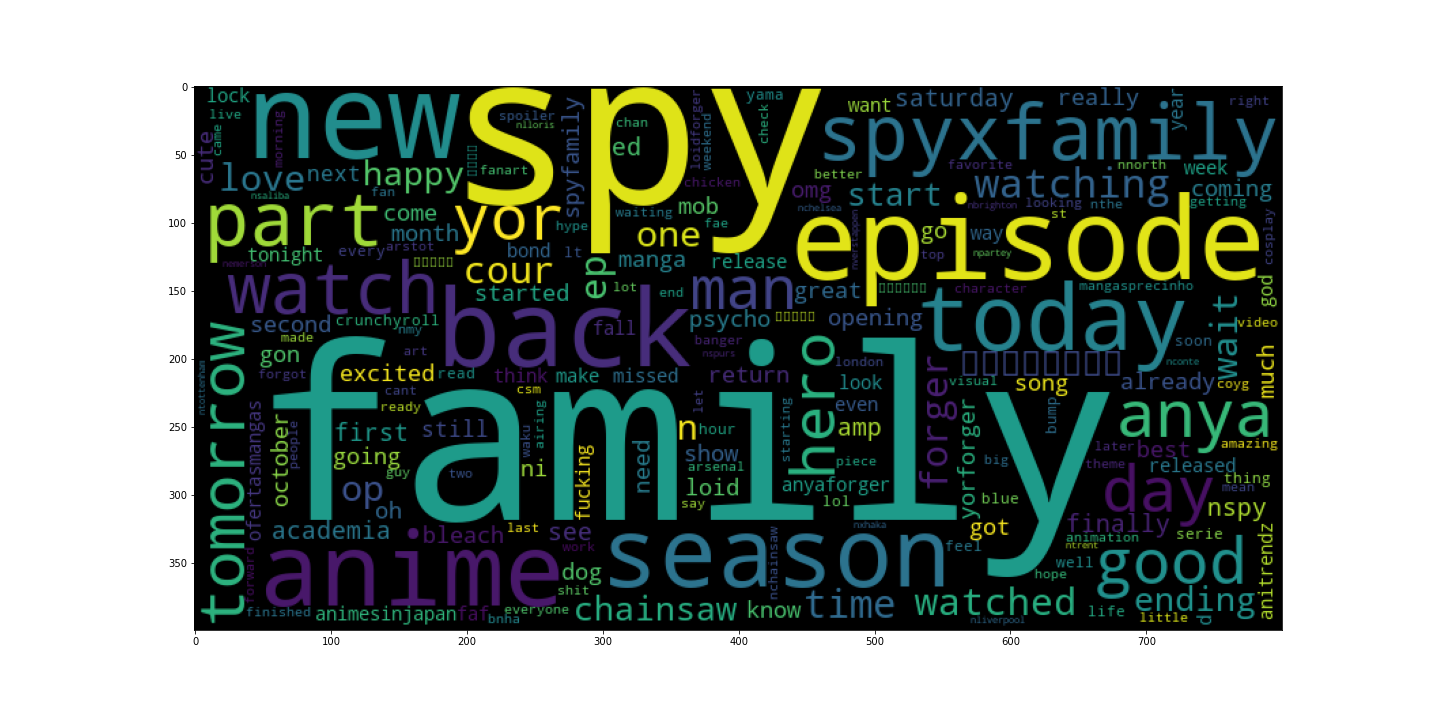 0
50
100
150
200
250
300
350
0 100 200 300 400 500 600 700
lock
live
came
morning
cute
new
spy
spoiler
nlloris
fanart
spyfamily
chan
ed
loidforger
weekend
yama
check
want
saturday
really
year
right
spyxfamily
love
next
happy
nsaliba
fan
chicken
better
omg
favorite
nnorth
week
start
watching
coming
nchelsea
nbrighton
looking
nthe
getting
st
part
come
month
yor
hype
waiting
mob
fae
one
nverstappen
episode
go
way
top
npartey
cosplay
tonight
every
arstot
bond
lt
nemerson
cour
ep
manga
release
watch
started
lot
end
man
great
character
mangasprecinho
god
back
today
wait
second
crunchyroll
nmy
made
fall
psycho
banger
nspurs
opening
video
soon
tomorrow
ntottenham
gon
art
forgot
excited
read
think
make
missed
return
london
look
hero
forger
visual
song
already
nconte
coyg
much
family
cant
ready
csm
let
even
amp
starting
bump
anya
ofertasmangas
october
people
first
still
waku
airing
n
hour
show
arsenal
piece
yorforger
later
best
amazing
going
guy
two
ni
fucking
need
loid
say
anyaforger
lol
big
theme
released
thing
mean
op
oh
blue
day
nspy
academia
bleach
last
see
nxhaka
got
finally
serie
anitrendz
forward
anime
work
season
nchainsaw
feel
animation
ntrent
well
hope
good
dog
shit
finished
animesinjapan
faf
everyone
bnha
chainsaw
know
time
watched
nliverpool
life
ending
d
little